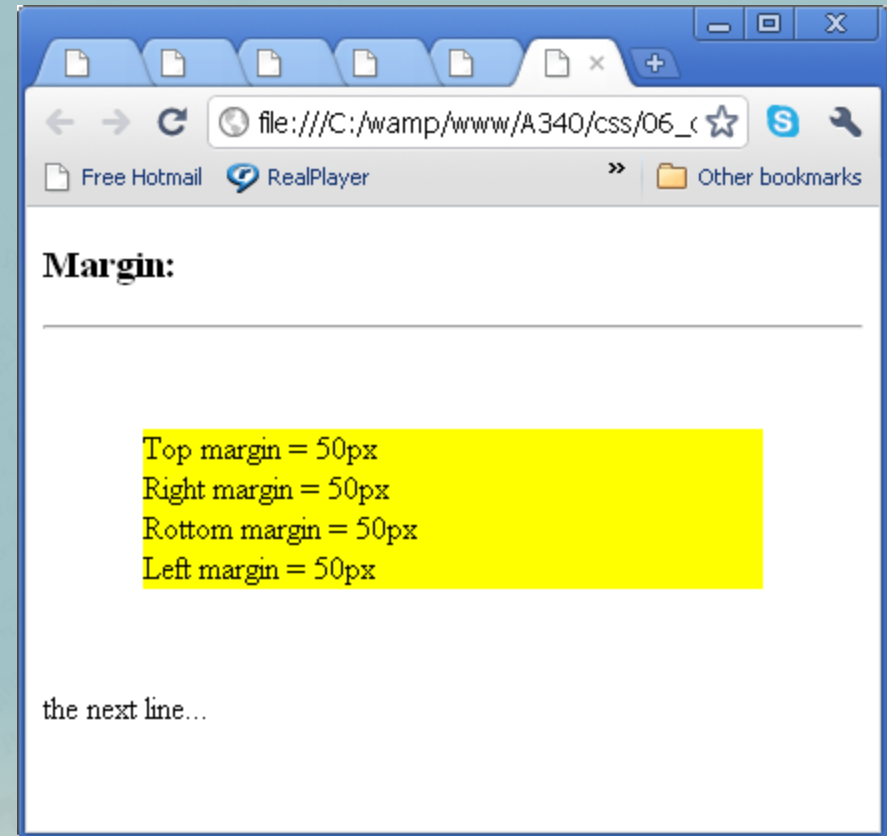 file:///C:/wamp/www/A340/css/06_c
Free Hotmail RealPlayer » Other bookmarks
Margin:
Top margin = 50px
Right margin = 50px
Rottom margin = 50px
Left margin = 50px
the next line...